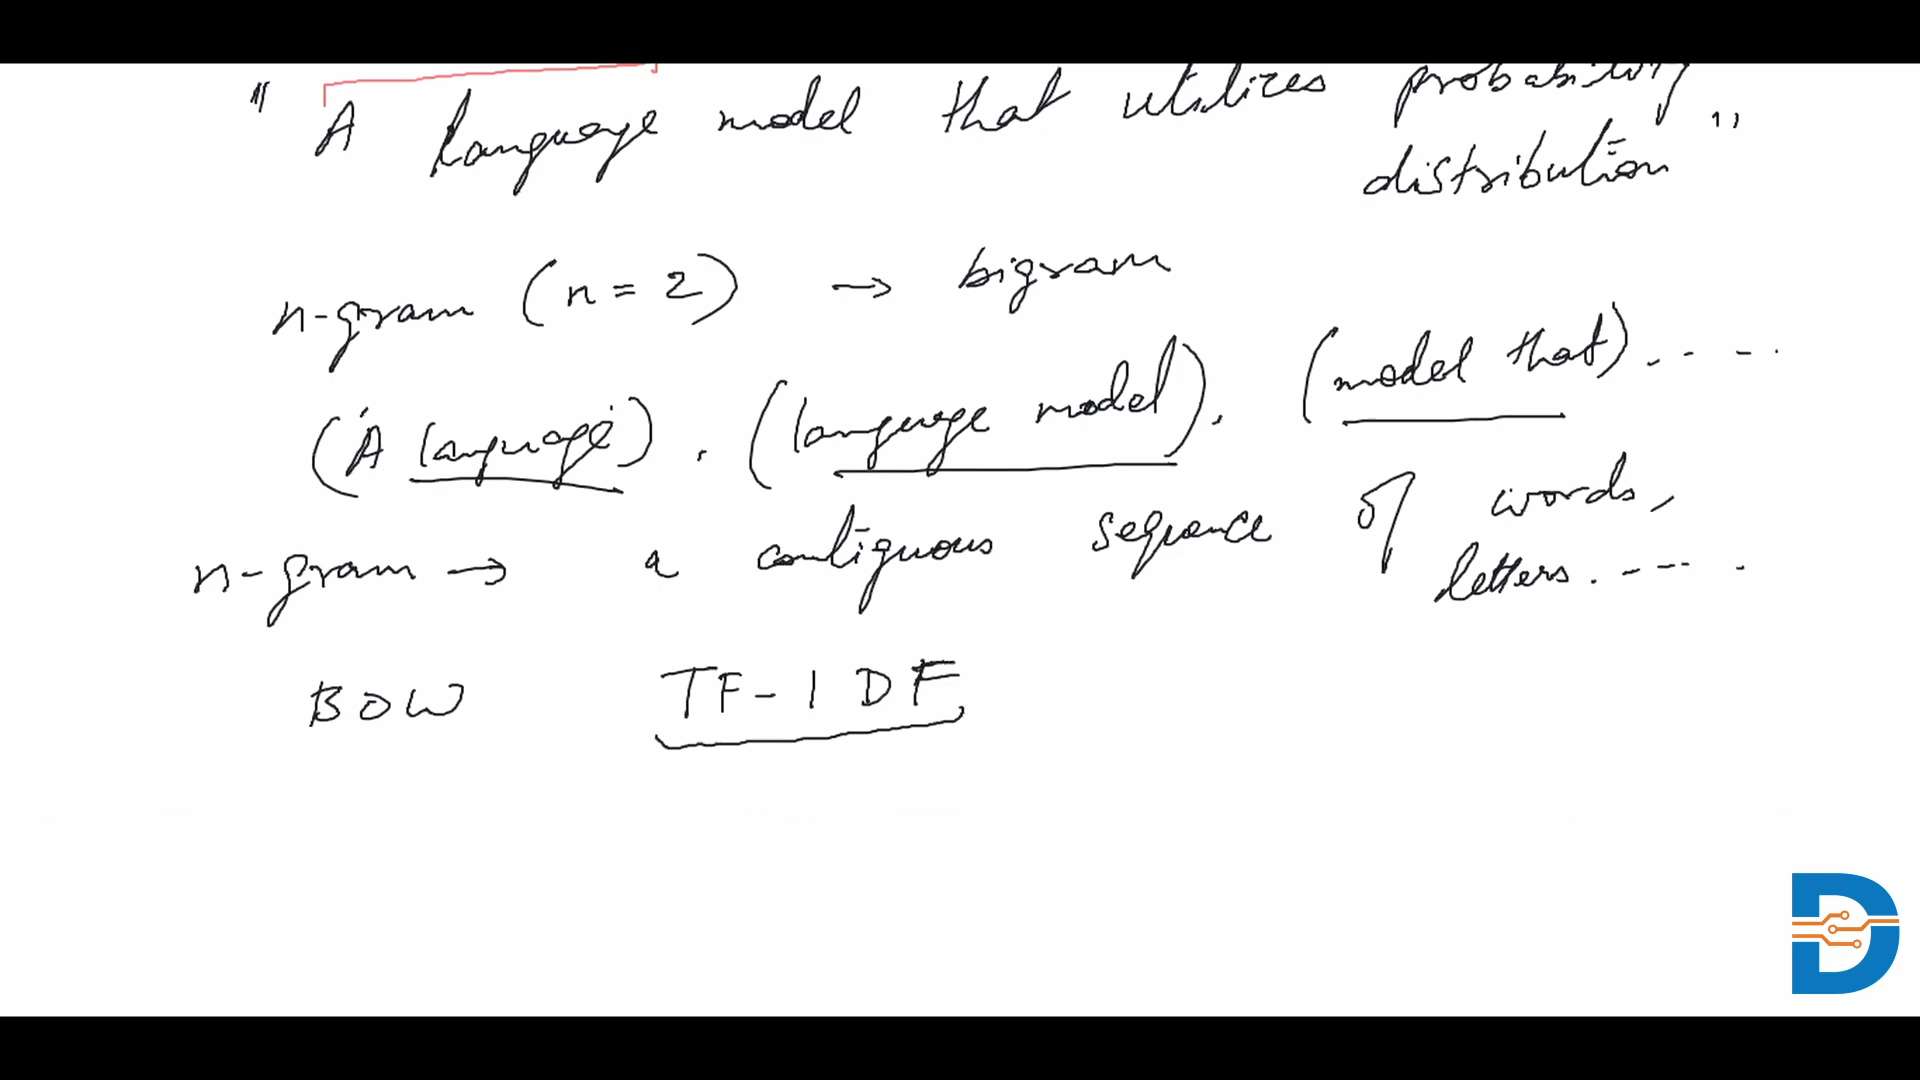 " A language model that utilizes probability
distribution "
n-gram (n = 2) → bigram
(A language), (language model), (model that).- - -.
n-gram → a contiguous sequence of words,
letters. - --- .
BOW TF-IDF